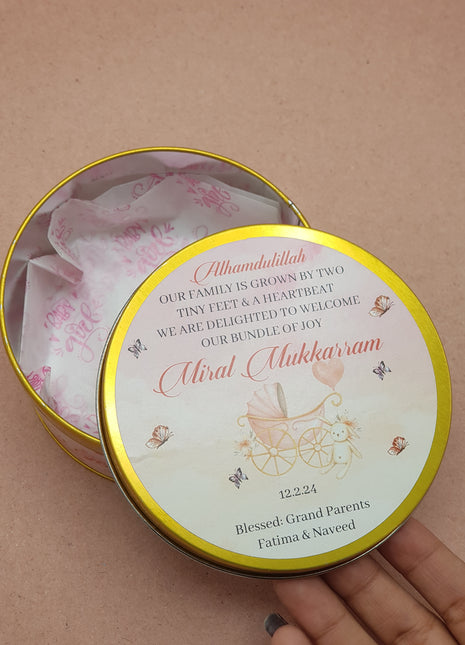 Alhamdulillah
OUR FAMILY IS GROWN BY TWO
TINY FEET & A HEARTBEAT
WE ARE DELIGHTED TO WELCOME
OUR BUNDLE OF JOY
Miral Mukkarram
12.2.24
Blessed: Grand Parents
Fatima & Naveed